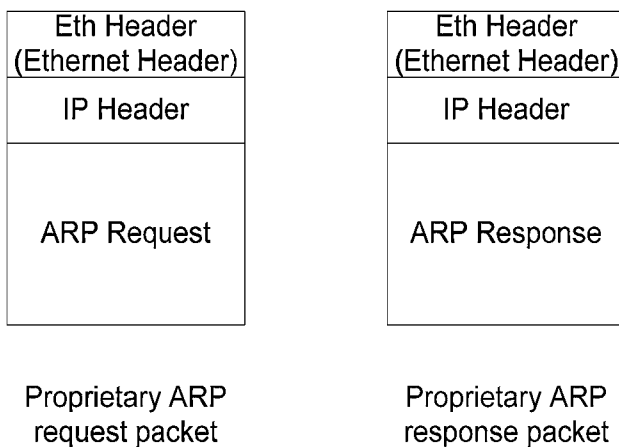 Eth Header
(Ethernet Header)
IP Header
ARP Request
Proprietary ARP
request packet
Eth Header
(Ethernet Header)
IP Header
ARP Response
Proprietary ARP
response packet